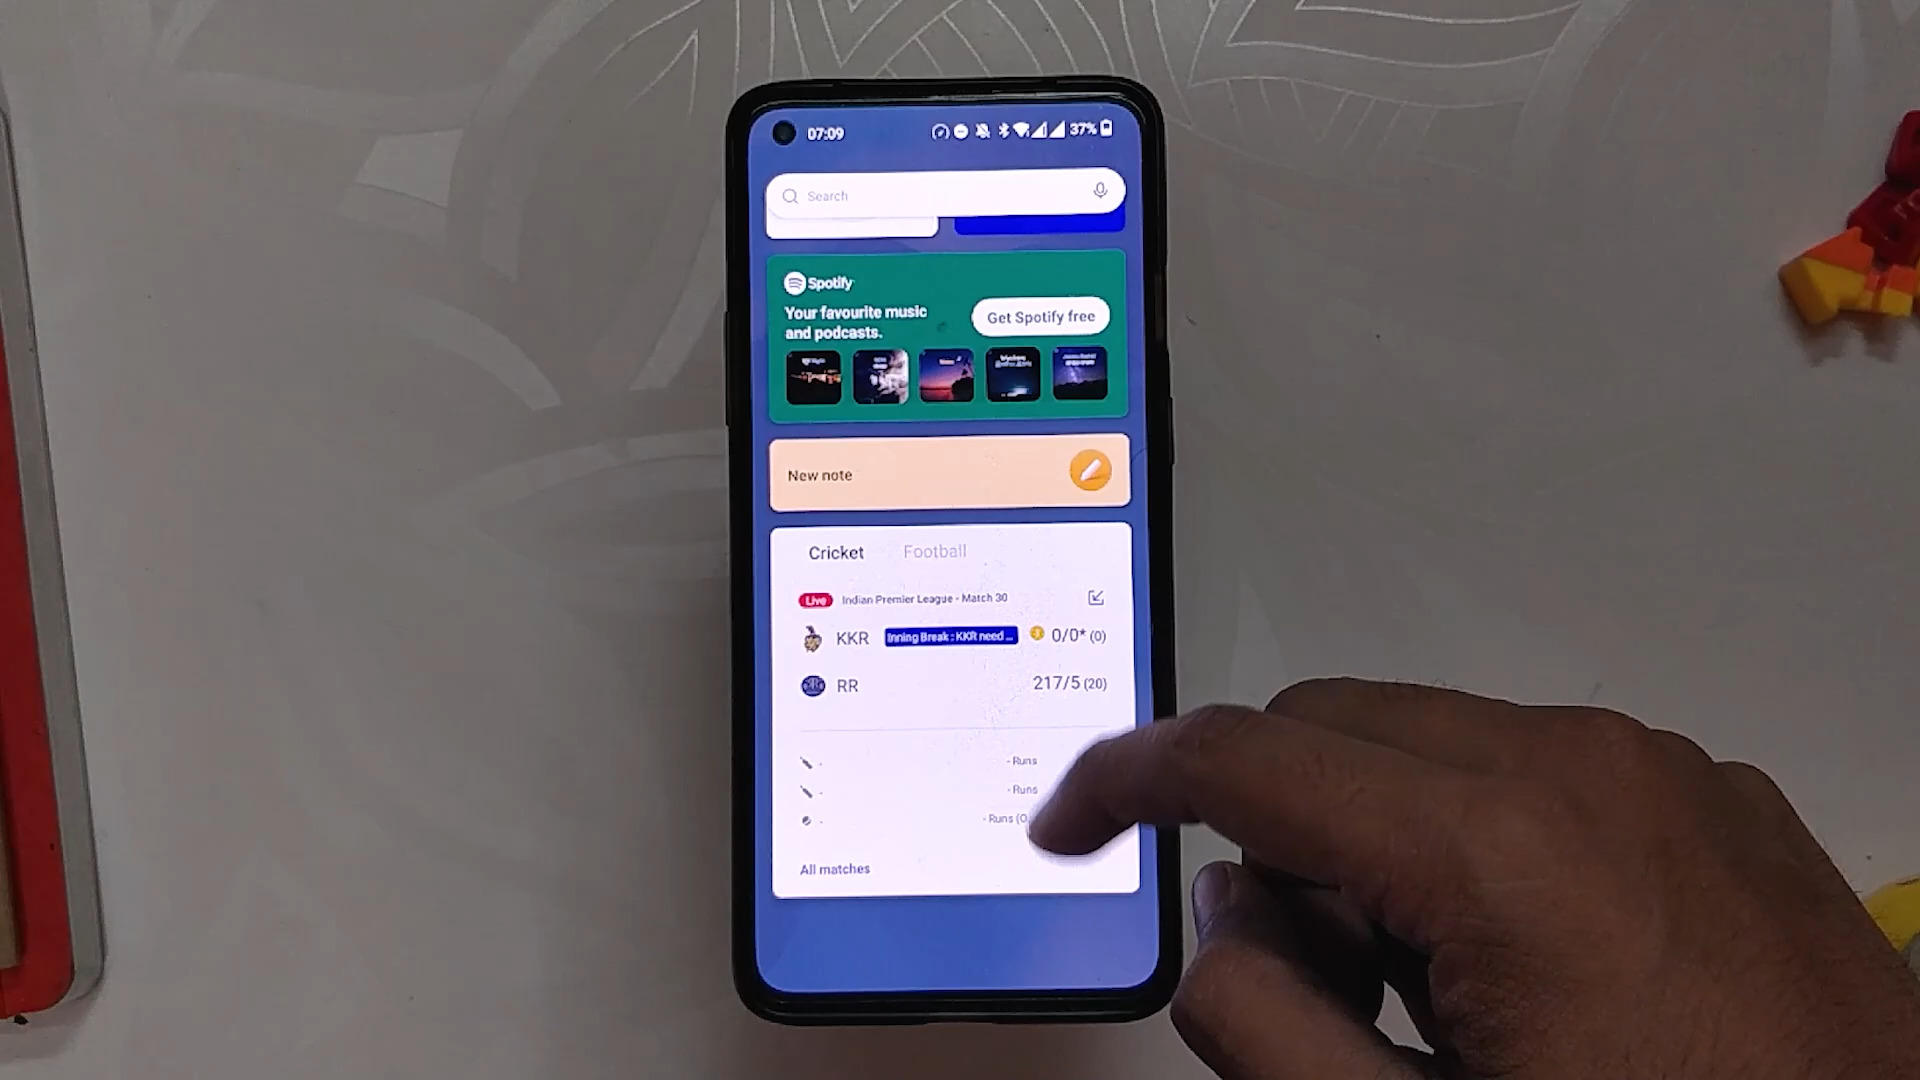 07:09
37%
Search
Spotify
Your favourite music
and podcasts.
Get Spotify free
New note
Cricket Football
Live Indian Premier League - Match 30
KKR Inning Break : KKR need ... 0/0* (0)
RR 217/5 (20)
- - Runs
- - Runs
- - Runs (0
All matches